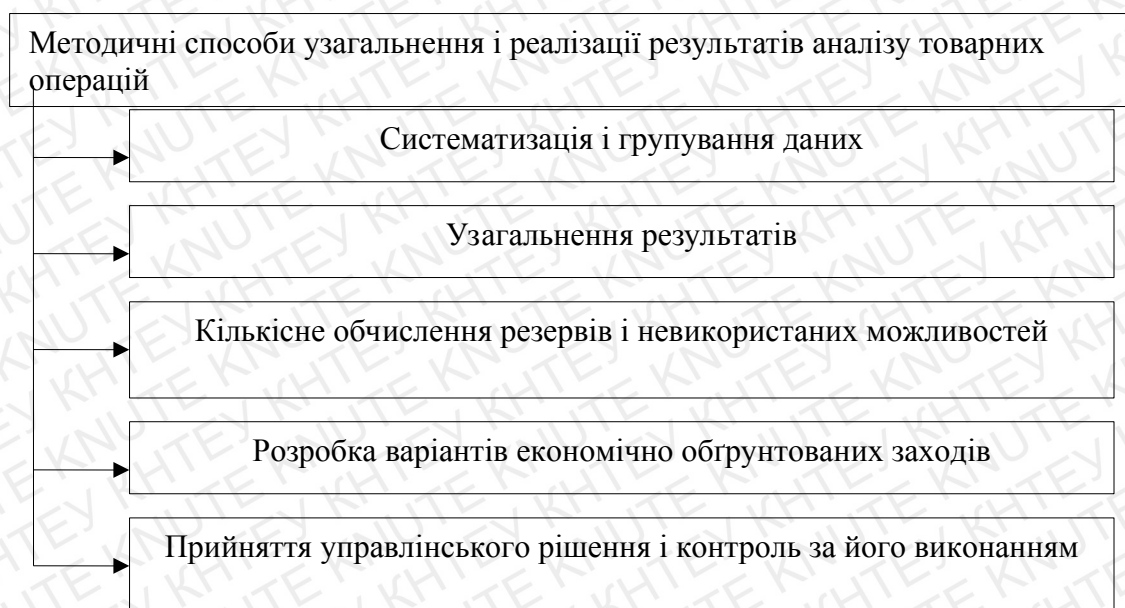 Методичні способи узагальнення і реалізації результатів аналізу товарних
операцій
Систематизація і групування даних
Узагальнення результатів
Кількісне обчислення резервів і невикористаних можливостей
Розробка варіантів економічно обґрунтованих заходів
Прийняття управлінського рішення і контроль за його виконанням